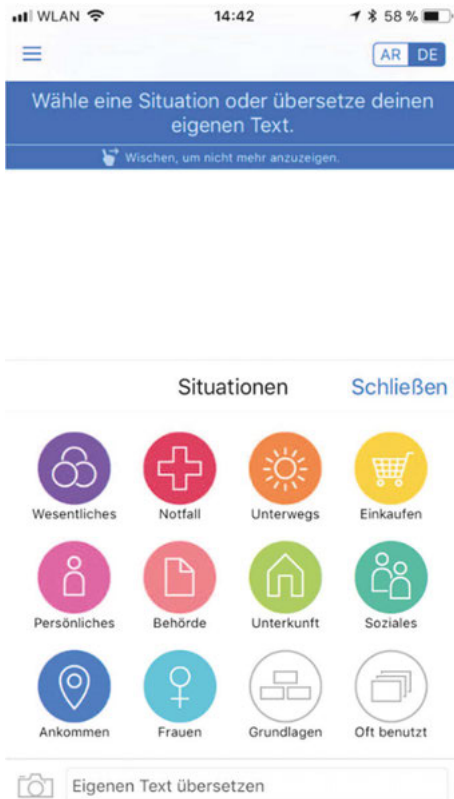 WLAN 14:42 58 %
AR DE
Wähle eine Situation oder übersetze deinen
eigenen Text.
Wischen, um nicht mehr anzuzeigen.
Situationen Schließen
Wesentliches Notfall Unterwegs Einkaufen
Persönliches Behörde Unterkunft Soziales
Ankommen Frauen Grundlagen Oft benutzt
Eigenen Text übersetzen